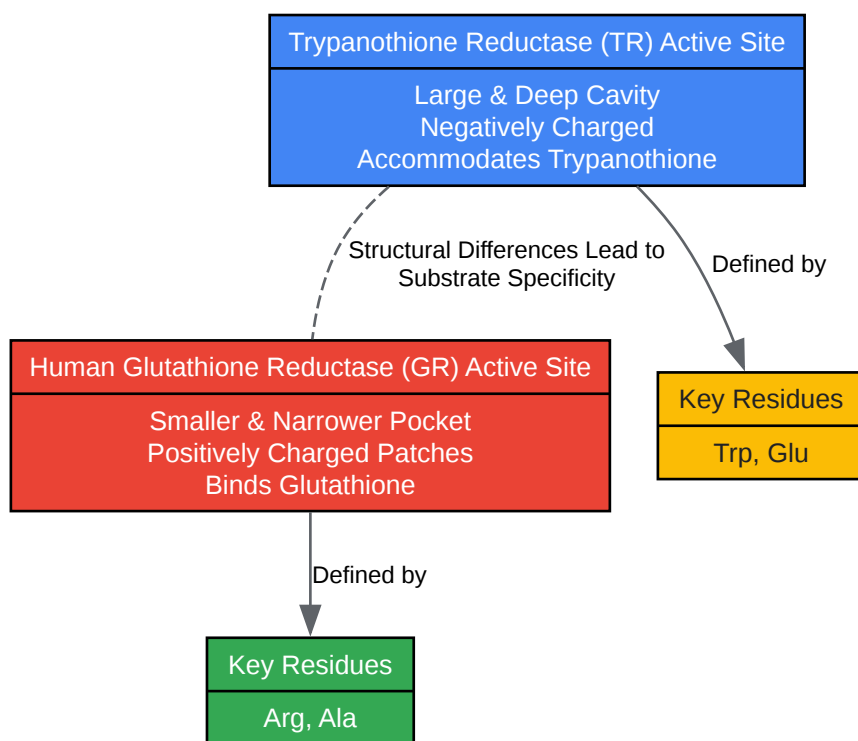 Trypanothione Reductase (TR) Active Site
Large & Deep Cavity
Negatively Charged
Accommodates Trypanothione
Structural Differences Lead to
Substrate Specificity
Defined by
Human Glutathione Reductase (GR) Active Site
Smaller & Narrower Pocket
Positively Charged Patches
Binds Glutathione
Key Residues
Trp, Glu
Defined by
Key Residues
Arg, Ala